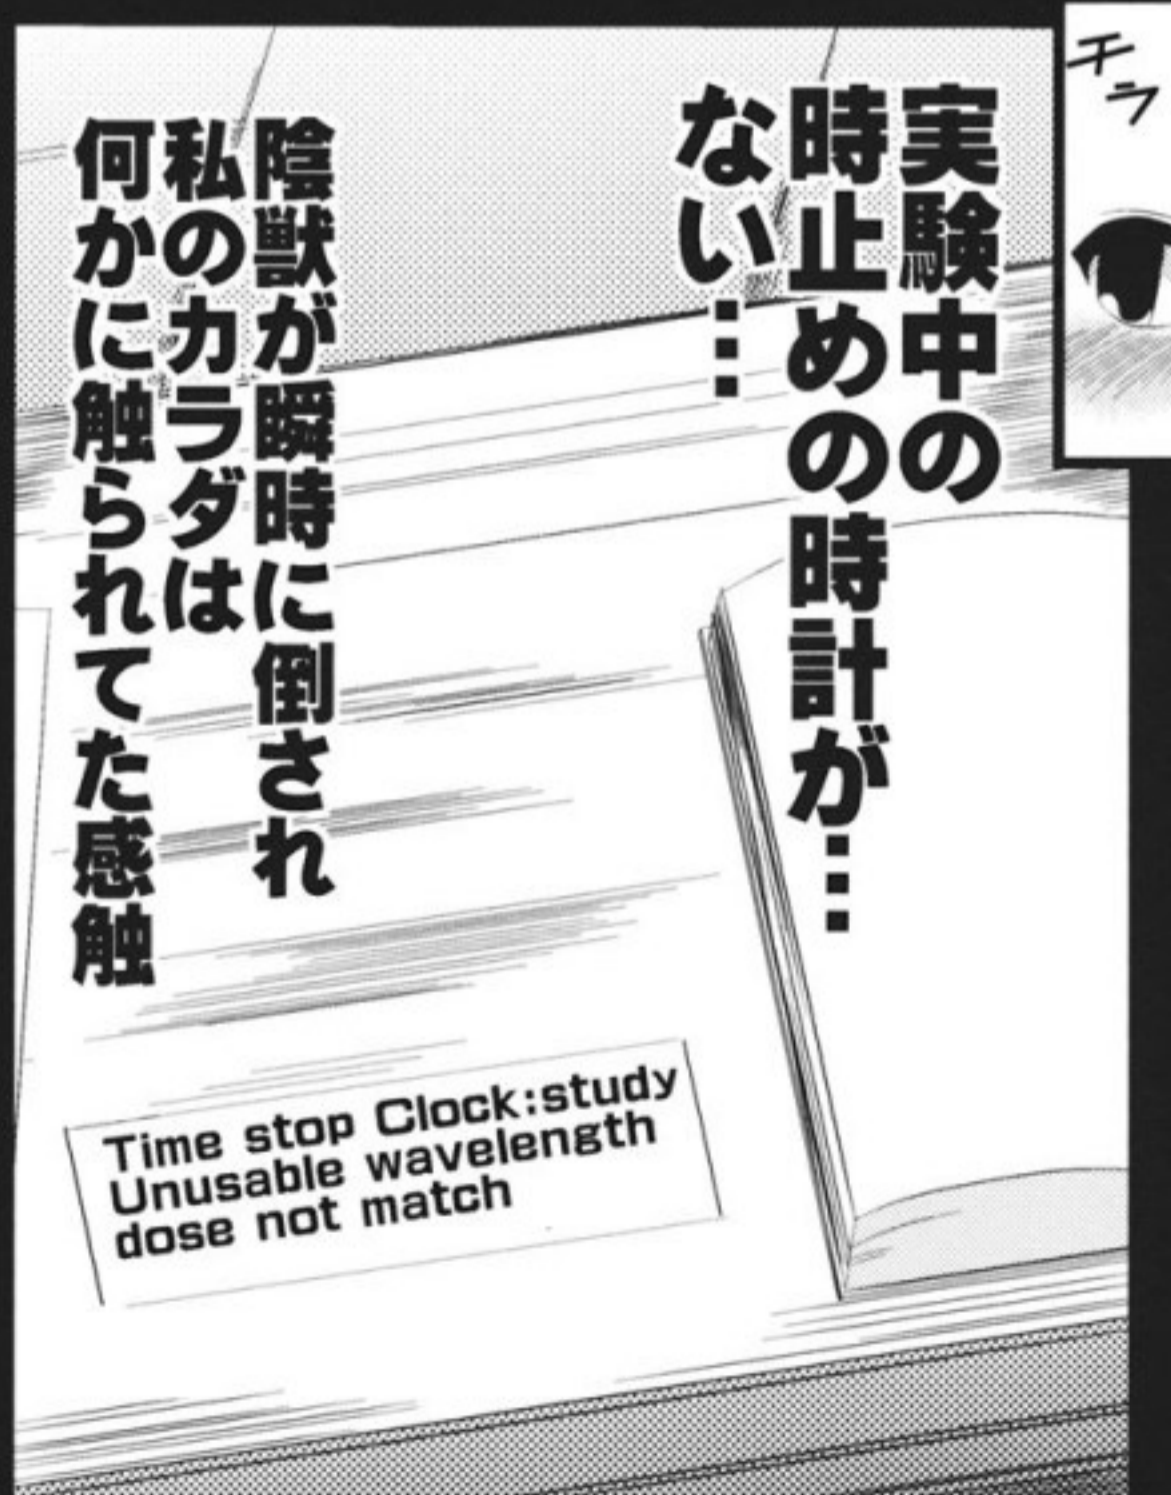 チラ
実験中の
時止めの時計が…
ない…
陰獣が瞬時に倒され
私のカラダは
何かに触られてた感触
Time stop Clock:study
Unusable wavelength
dose not match